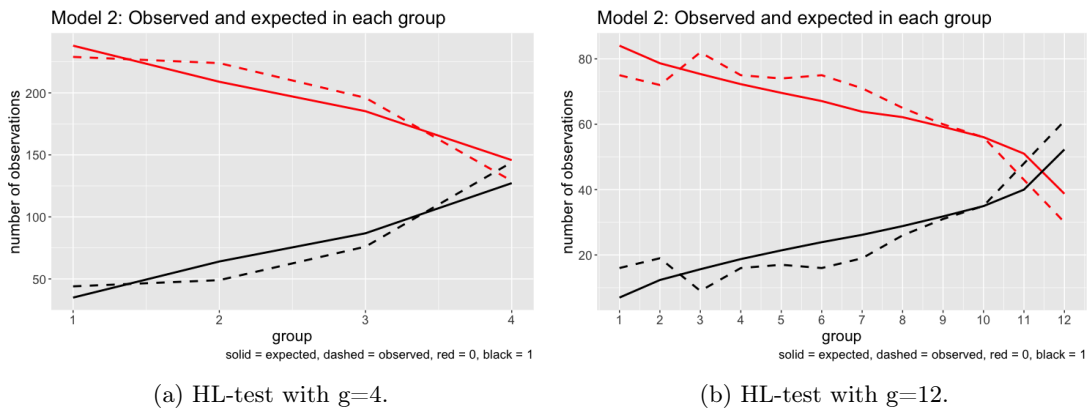 Model 2: Observed and expected in each group
number of observations
200
150
100
50
1 2 3 4
group
solid = expected, dashed = observed, red = 0, black = 1
(a) HL-test with g=4.
Model 2: Observed and expected in each group
number of observations
80
60
40
20
1 2 3 4 5 6 7 8 9 10 11 12
group
solid = expected, dashed = observed, red = 0, black = 1
(b) HL-test with g=12.